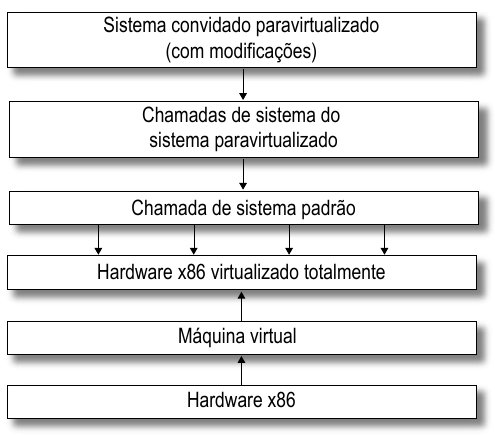 Sistema convidado paravirtualizado
(com modificações)
Chamadas de sistema do
sistema paravirtualizado
Chamada de sistema padrão
Hardware x86 virtualizado totalmente
Máquina virtual
Hardware x86